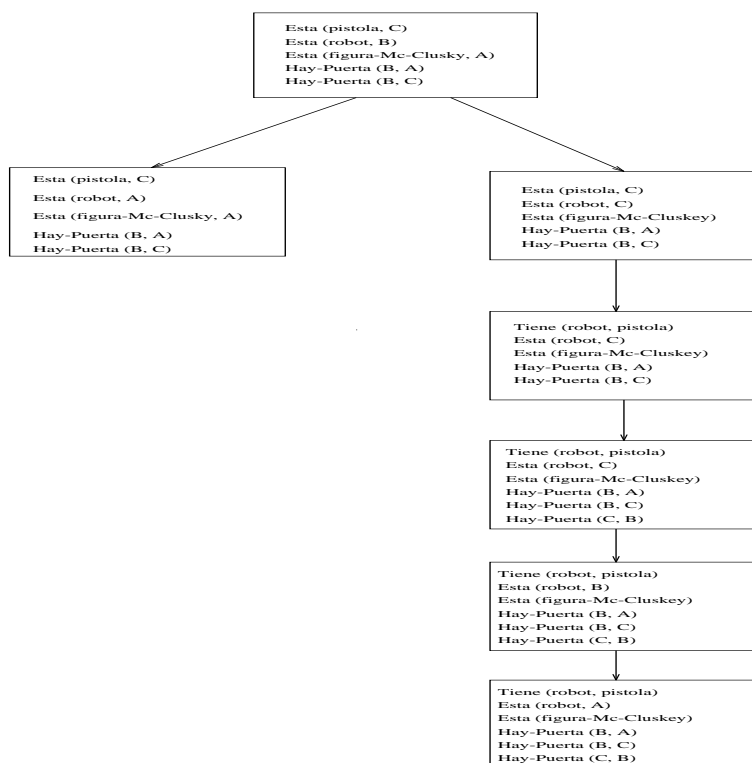 Esta (pistola, C)
Esta (robot, B)
Esta (figura-Mc-Clusky, A)
Hay-Puerta (B, A)
Hay-Puerta (B, C)
Esta (pistola, C)
Esta (robot, A)
Esta (figura-Mc-Clusky, A)
Hay-Puerta (B, A)
Hay-Puerta (B, C)
Esta (pistola, C)
Esta (robot, C)
Esta (figura-Mc-Cluskey)
Hay-Puerta (B, A)
Hay-Puerta (B, C)
Tiene (robot, pistola)
Esta (robot, C)
Esta (figura-Mc-Cluskey)
Hay-Puerta (B, A)
Hay-Puerta (B, C)
Tiene (robot, pistola)
Esta (robot, C)
Esta (figura-Mc-Cluskey)
Hay-Puerta (B, A)
Hay-Puerta (B, C)
Hay-Puerta (C, B)
Tiene (robot, pistola)
Esta (robot, B)
Esta (figura-Mc-Cluskey)
Hay-Puerta (B, A)
Hay-Puerta (B, C)
Hay-Puerta (C, B)
Tiene (robot, pistola)
Esta (robot, A)
Esta (figura-Mc-Cluskey)
Hay-Puerta (B, A)
Hay-Puerta (B, C)
Hay-Puerta (C, B)